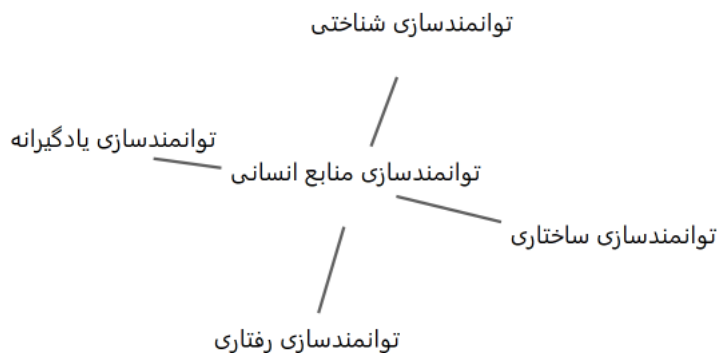 توانمندسازی شناختی
توانمندسازی یادگیرانه
توانمندسازی منابع انسانی
توانمندسازی ساختاری
توانمندسازی رفتاری